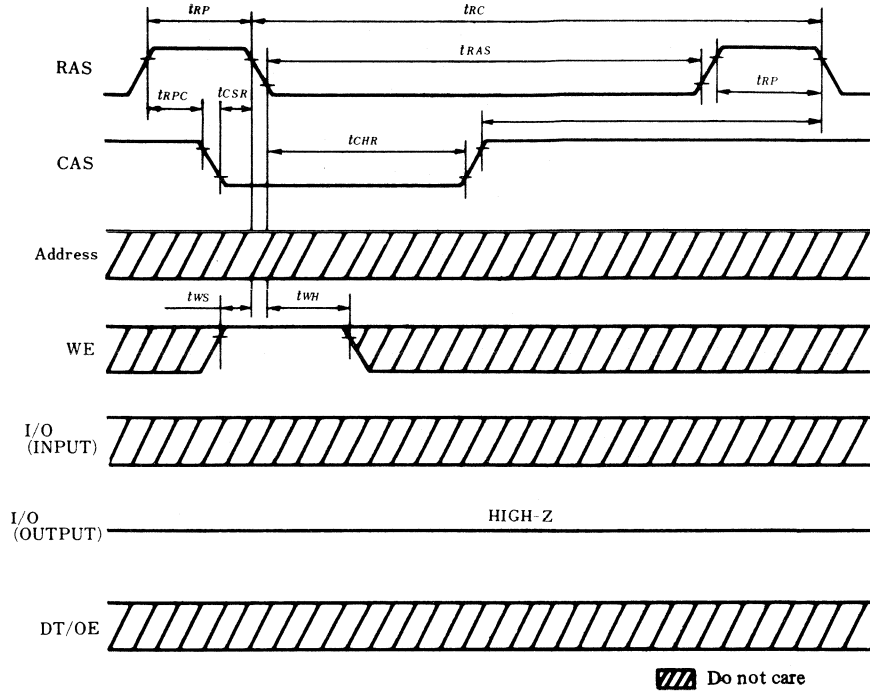 tRP
tRC
RAS
tRAS
tRPC
tCSR
tRP
CAS
tCHR
Address
tWS
tWH
WE
I/O
(INPUT)
I/O
(OUTPUT)
HIGH-Z
DT/OE
Do not care